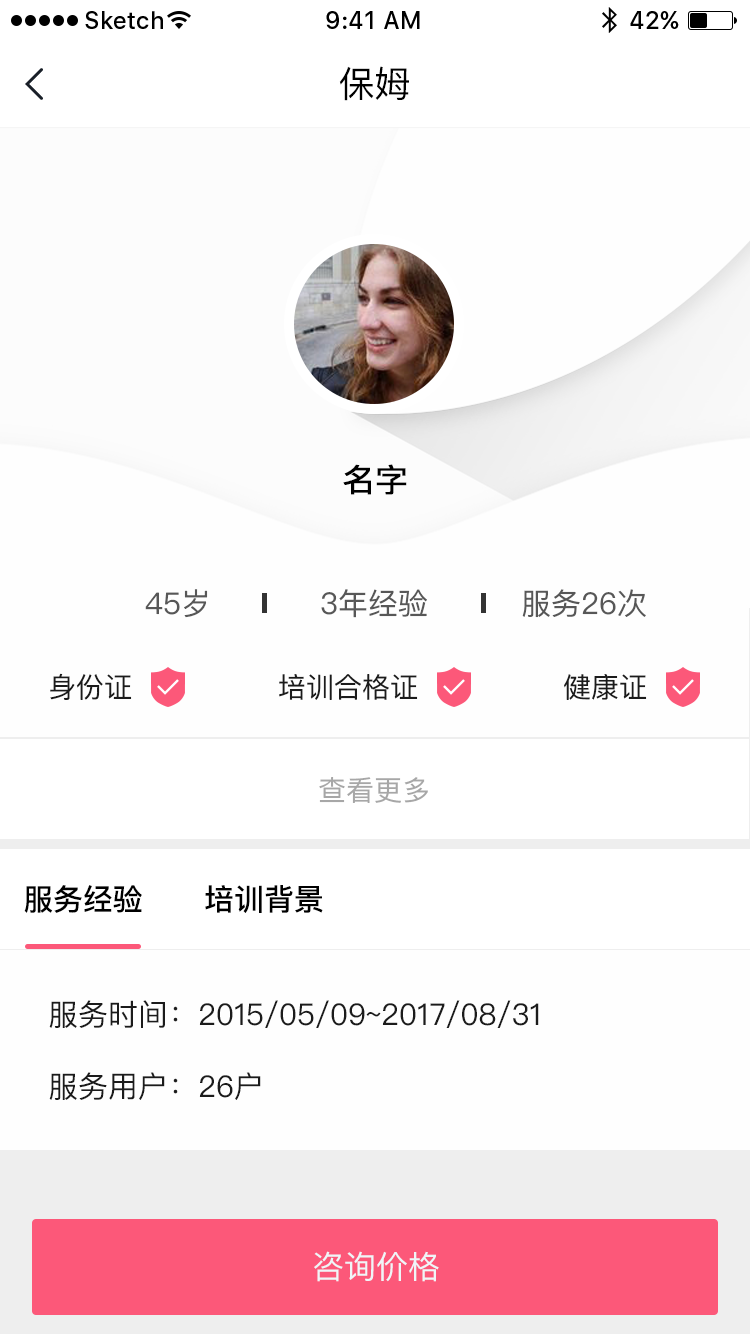 Sketch 9:41 AM 42%
保姆
名字
45岁 3年经验 服务26次
身份证 培训合格证 健康证
查看更多
服务经验 培训背景
服务时间：2015/05/09~2017/08/31
服务用户：26户
咨询价格